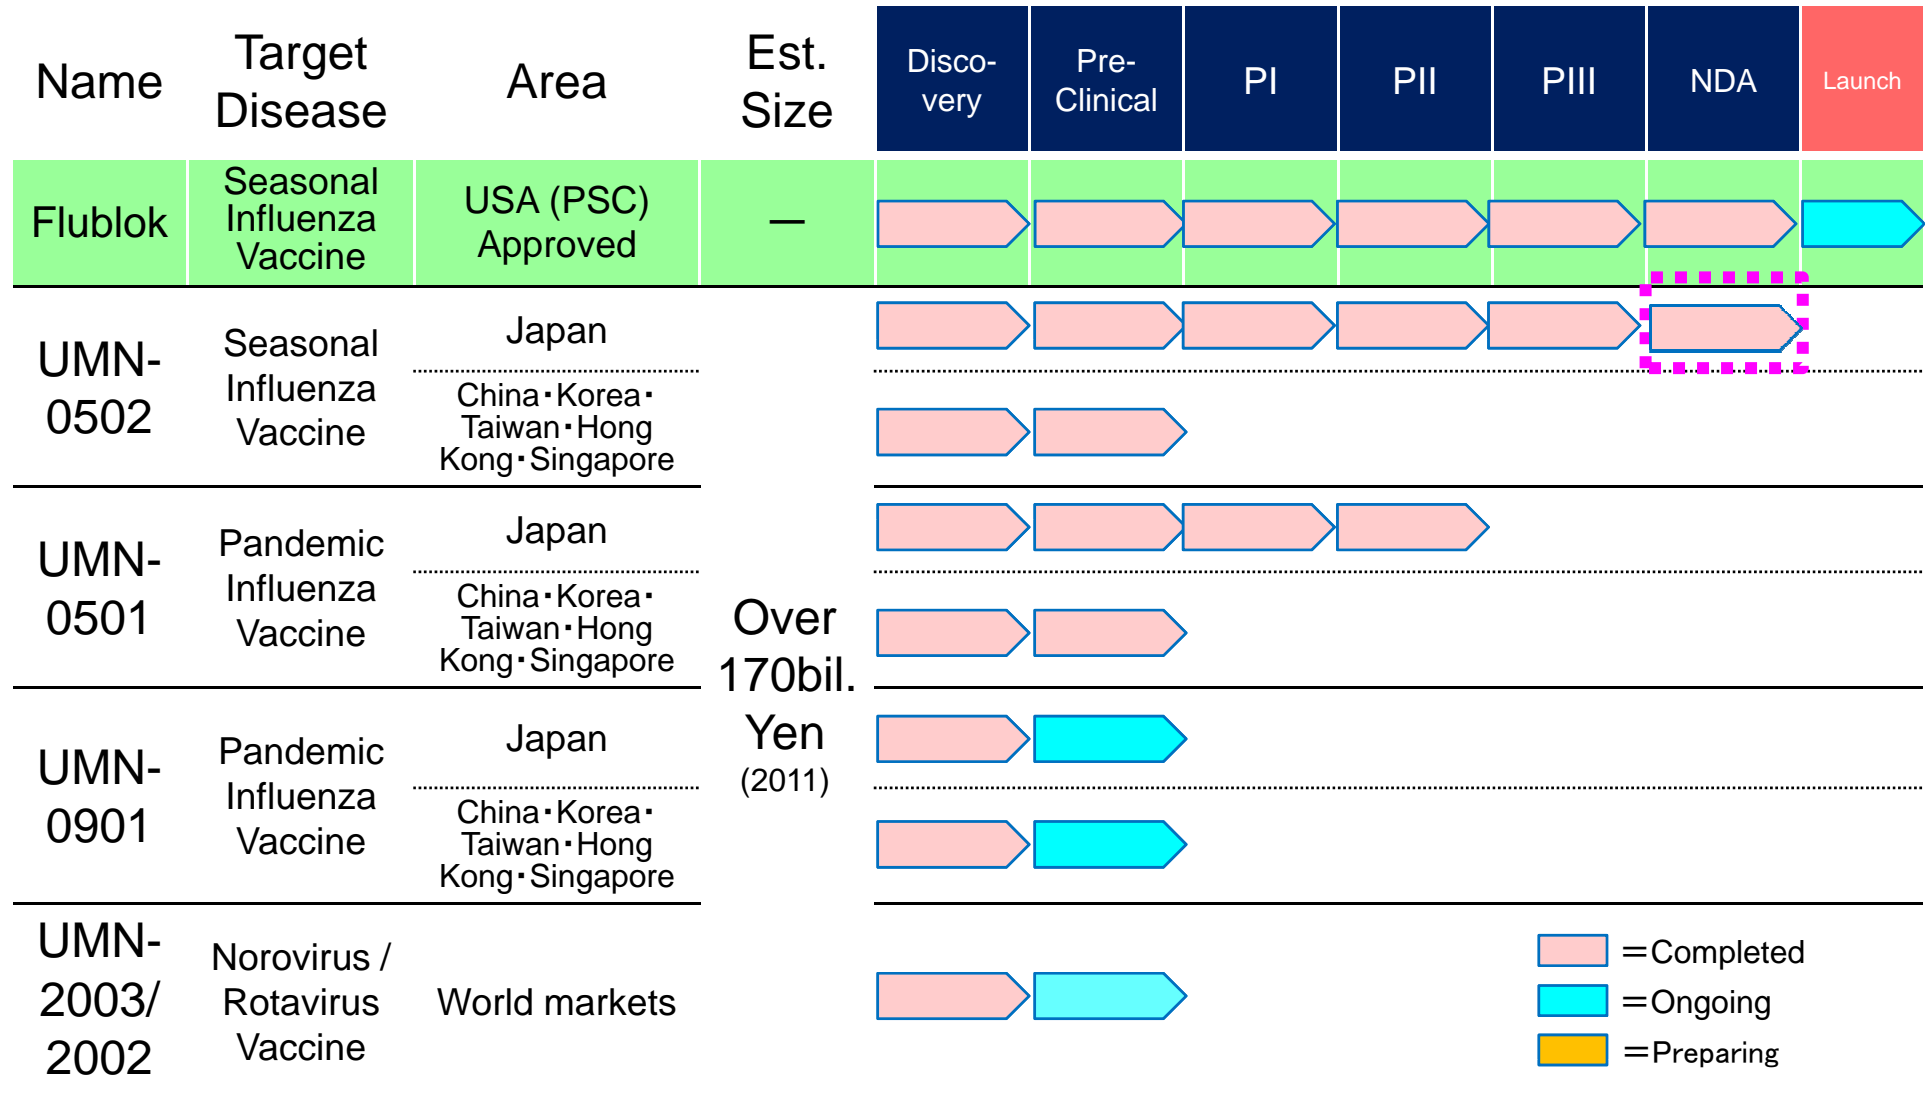 Name
Target
Disease
Area
Est.
Size
Disco-
very
Pre-
Clinical
PI
PII
PIII
NDA
Launch
Flublok
Seasonal
Influenza
Vaccine
USA (PSC)
Approved
—
UMN-
0502
Seasonal
Influenza
Vaccine
Japan
China・Korea・
Taiwan・Hong
Kong・Singapore
UMN-
0501
Pandemic
Influenza
Vaccine
Japan
China・Korea・
Taiwan・Hong
Kong・Singapore
Over
170bil.
Yen
(2011)
UMN-
0901
Pandemic
Influenza
Vaccine
Japan
China・Korea・
Taiwan・Hong
Kong・Singapore
UMN-
2003/
2002
Norovirus /
Rotavirus
Vaccine
World markets
＝Completed
＝Ongoing
＝Preparing